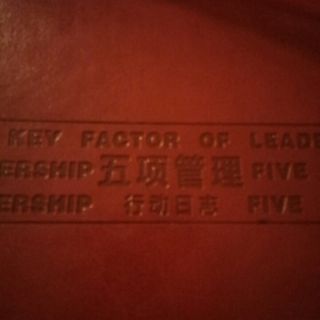 KEY FACTOR OF LEADE
ERSHIP 五项管理 FIVE
ERSHIP 行动日志 FIVE